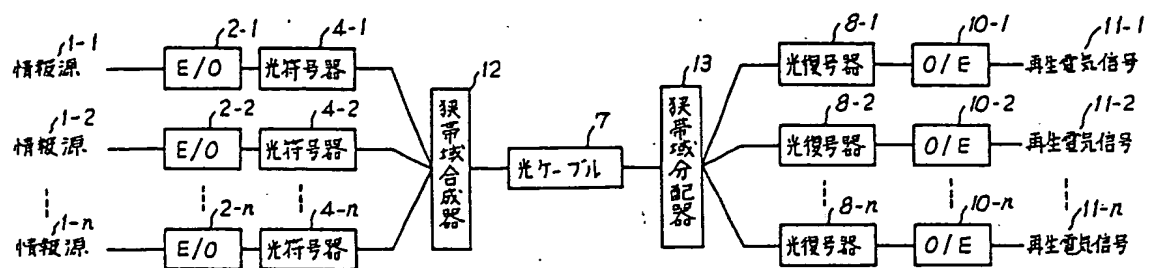 1-1 2-1 4-1 8-1 10-1 11-1
情報源 E/O 光符号器 光復号器 O/E 再生電気信号
12 13
1-2 2-2 4-2 7 8-2 10-2 11-2
情報源 E/O 光符号器 狭帯域合成器 光ケーブル 狭帯域分配器 光復号器 O/E 再生電気信号
1-n 2-n 4-n 8-n 10-n 11-n
情報源 E/O 光符号器 光復号器 O/E 再生電気信号